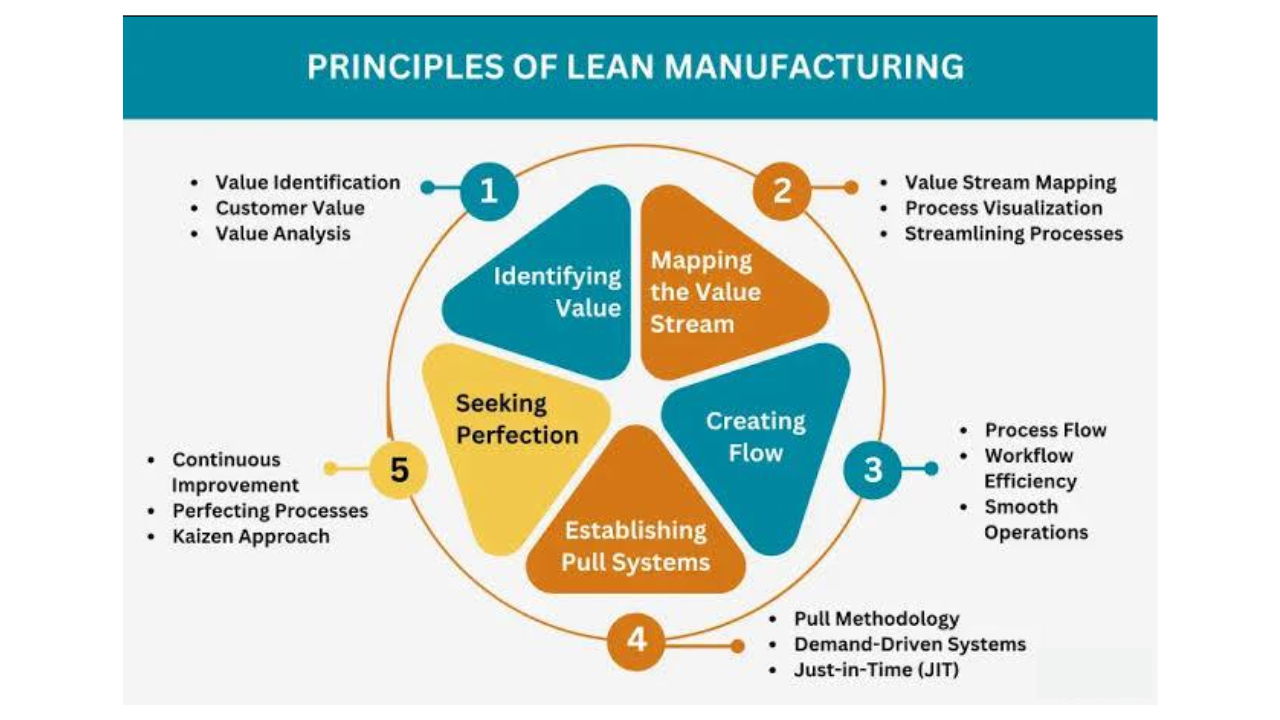 PRINCIPLES OF LEAN MANUFACTURING
1
• Value Identification
• Customer Value
• Value Analysis
2
• Value Stream Mapping
• Process Visualization
• Streamlining Processes
Identifying
Value
Mapping
the Value
Stream
Seeking
Perfection
Creating
Flow
Establishing
Pull Systems
3
• Process Flow
• Workflow
Efficiency
• Smooth
Operations
5
• Continuous
Improvement
• Perfecting Processes
• Kaizen Approach
4
• Pull Methodology
• Demand-Driven Systems
• Just-in-Time (JIT)